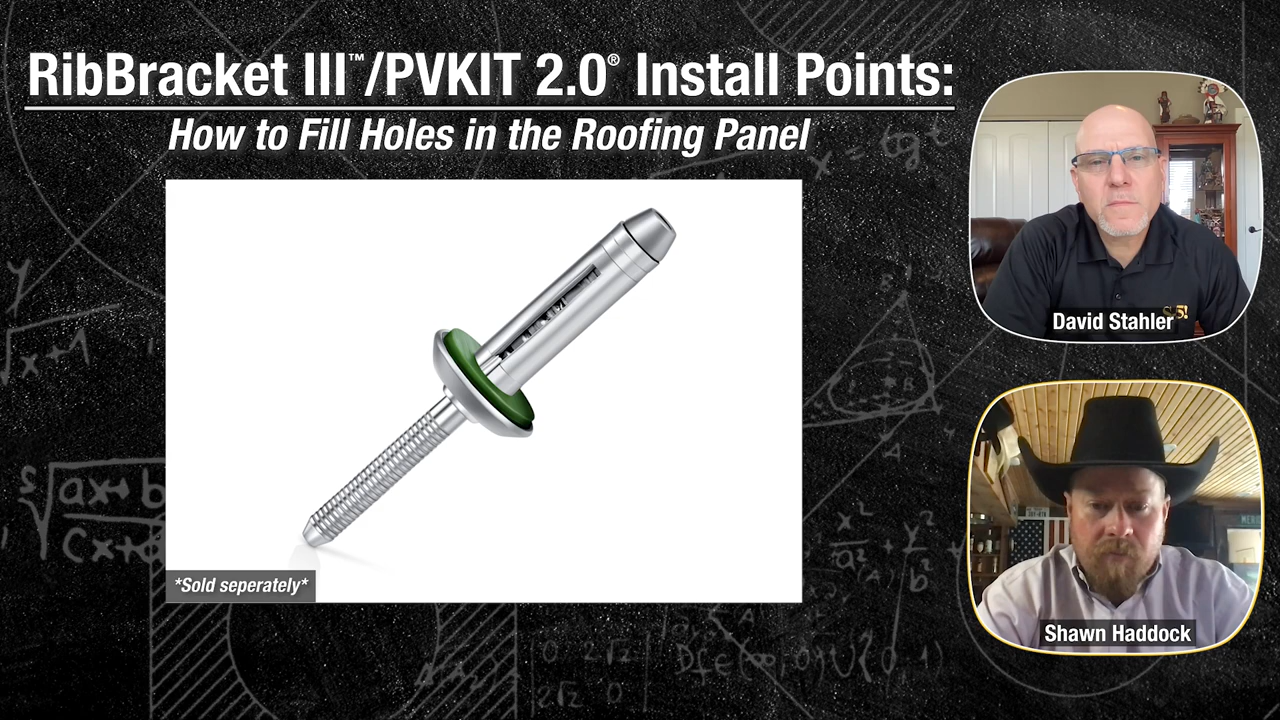 RibBracket III™/PVKIT 2.0® Install Points:
How to Fill Holes in the Roofing Panel
*Sold seperately*
David Stahler
Shawn Haddock